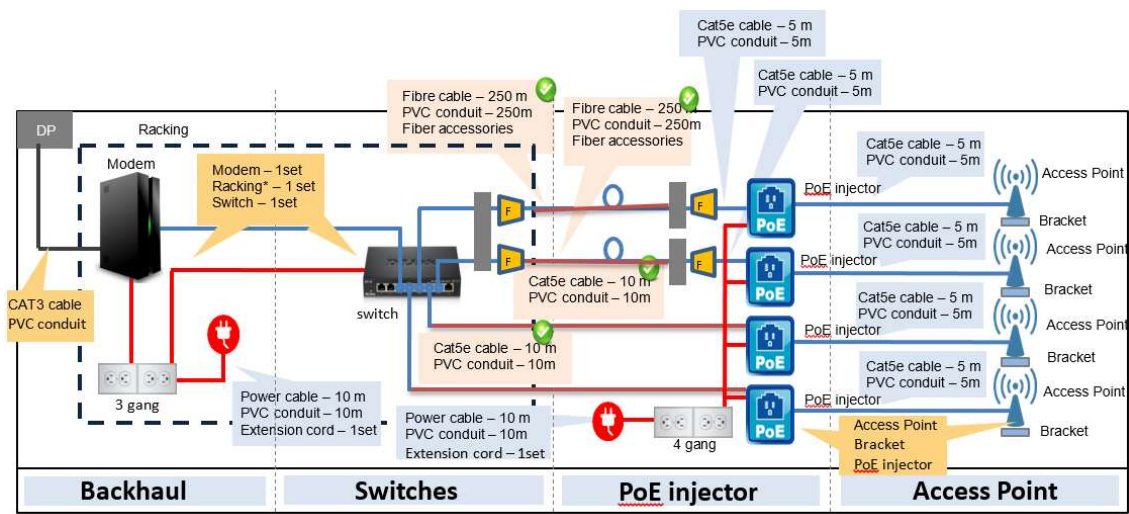 Cat5e cable – 5 m
PVC conduit – 5m
Cat5e cable – 5 m
PVC conduit – 5m
Fibre cable – 250 m
PVC conduit – 250m
Fiber accessories
Fibre cable – 250 m
PVC conduit – 250m
Fiber accessories
DP
Racking
Modem
Modem – 1set
Racking* – 1 set
Switch – 1set
Cat5e cable – 5 m
PVC conduit – 5m
PoE injector
Access Point
Bracket
F
F
PoE
Cat5e cable – 5 m
PVC conduit – 5m
PoE injector
Access Point
Bracket
F
F
PoE
CAT3 cable
PVC conduit
switch
Cat5e cable – 10 m
PVC conduit – 10m
Cat5e cable – 5 m
PVC conduit – 5m
PoE injector
Access Point
Bracket
PoE
Cat5e cable – 10 m
PVC conduit – 10m
Cat5e cable – 5 m
PVC conduit – 5m
PoE injector
Access Point
Bracket
PoE
3 gang
Power cable – 10 m
PVC conduit – 10m
Extension cord – 1set
Power cable – 10 m
PVC conduit – 10m
Extension cord – 1set
4 gang
Access Point
Bracket
PoE injector
Backhaul
Switches
PoE injector
Access Point